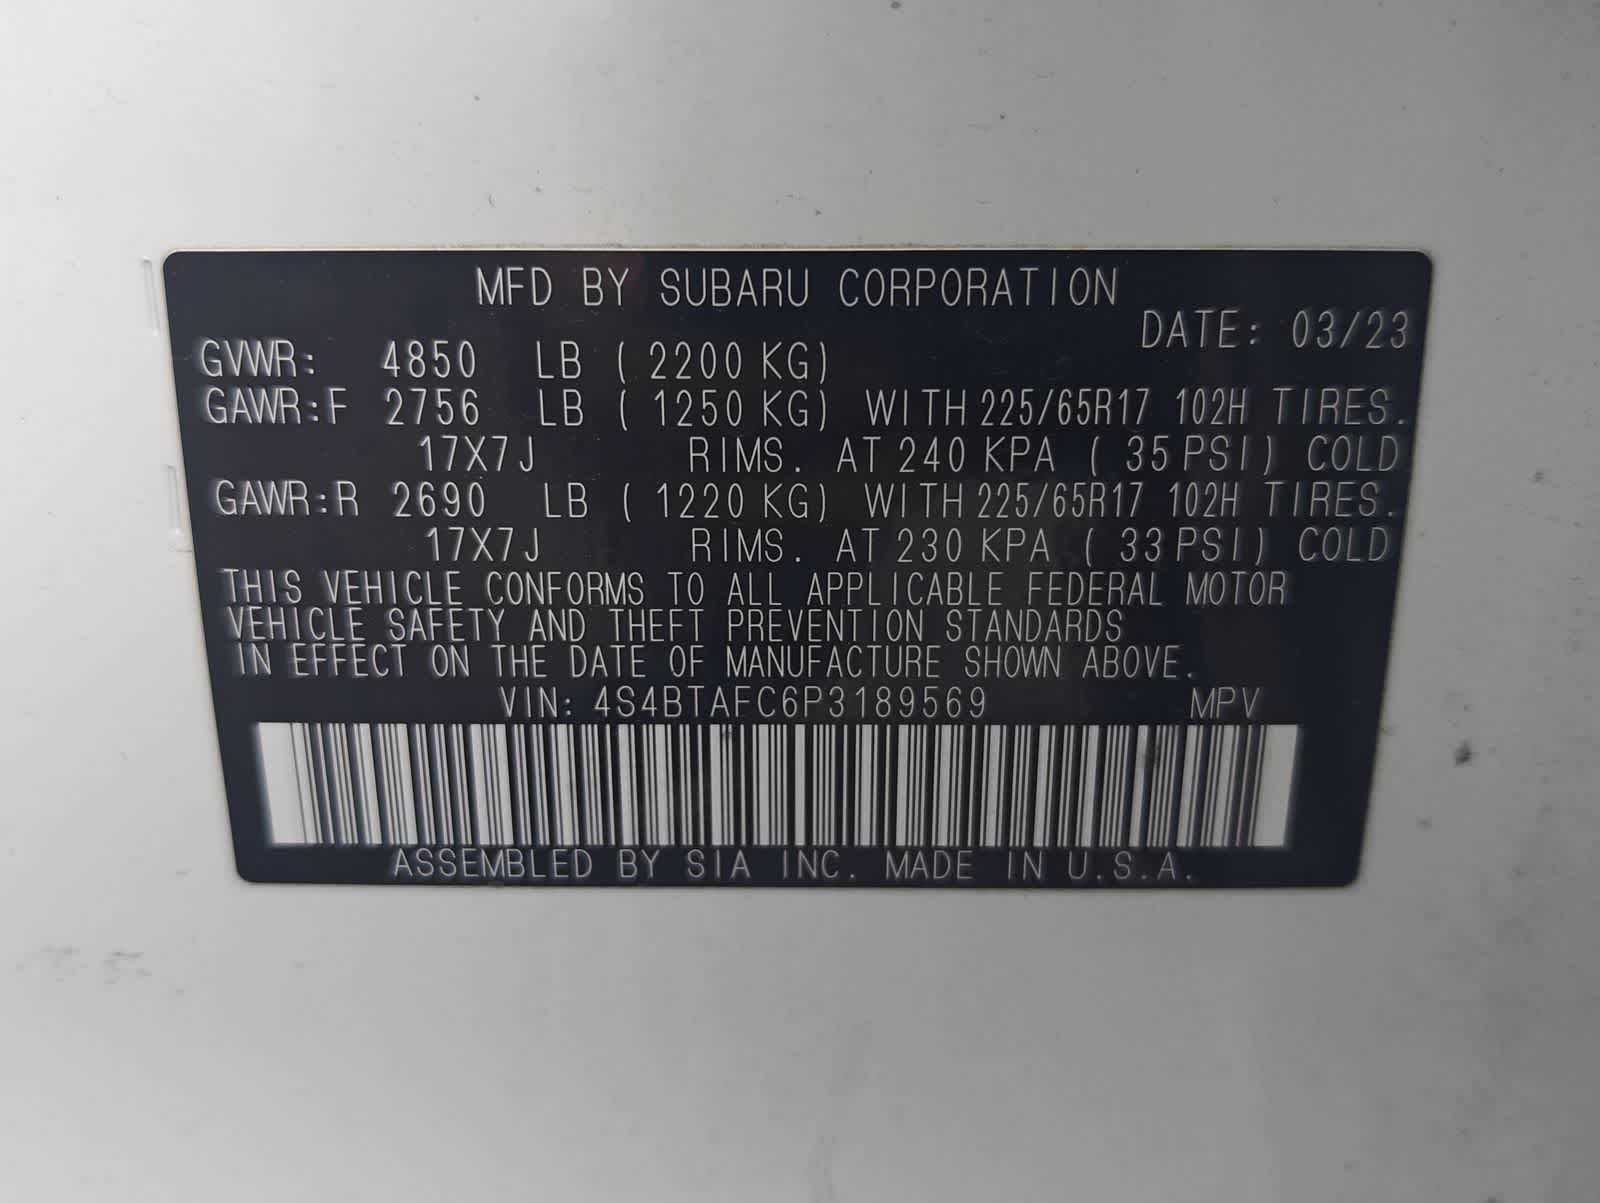 MFD BY SUBARU CORPORATION
DATE: 03/23
GVWR: 4850 LB ( 2200 KG)
GAWR:F 2756 LB ( 1250 KG) WITH 225/65R17 102H TIRES.
17X7J RIMS. AT 240 KPA ( 35 PSI) COLD
GAWR:R 2690 LB ( 1220 KG) WITH 225/65R17 102H TIRES.
17X7J RIMS. AT 230 KPA ( 33 PSI) COLD
THIS VEHICLE CONFORMS TO ALL APPLICABLE FEDERAL MOTOR
VEHICLE SAFETY AND THEFT PREVENTION STANDARDS
IN EFFECT ON THE DATE OF MANUFACTURE SHOWN ABOVE.
VIN: 4S4BTAFC6P3189569 MPV
ASSEMBLED BY SIA INC. MADE IN U.S.A.